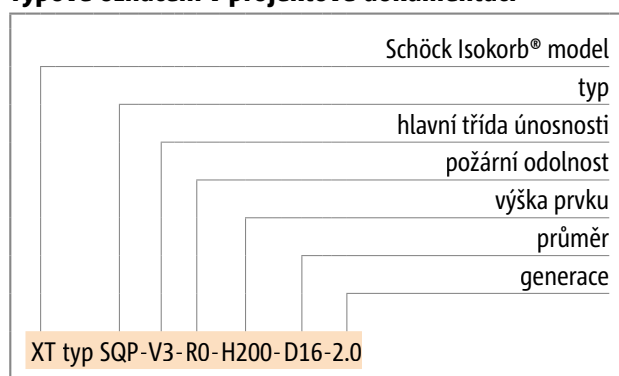 Typové označení v projektové dokumentaci
Schöck Isokorb® model
typ
hlavní třída únosnosti
požární odolnost
výška prvku
průměr
generace
XT typ SQP-V3-R0-H200-D16-2.0